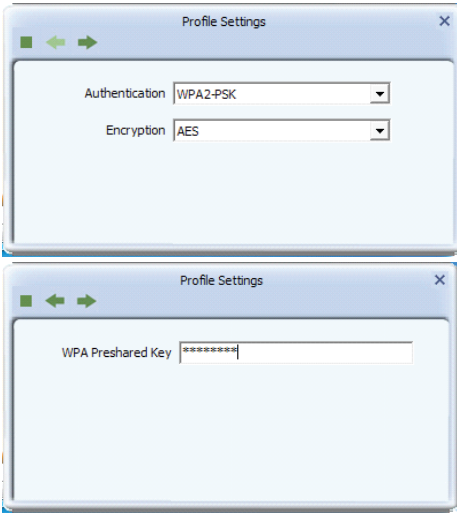 Profile Settings
Authentication WPA2-PSK
Encryption AES
Profile Settings
WPA Preshared Key ********